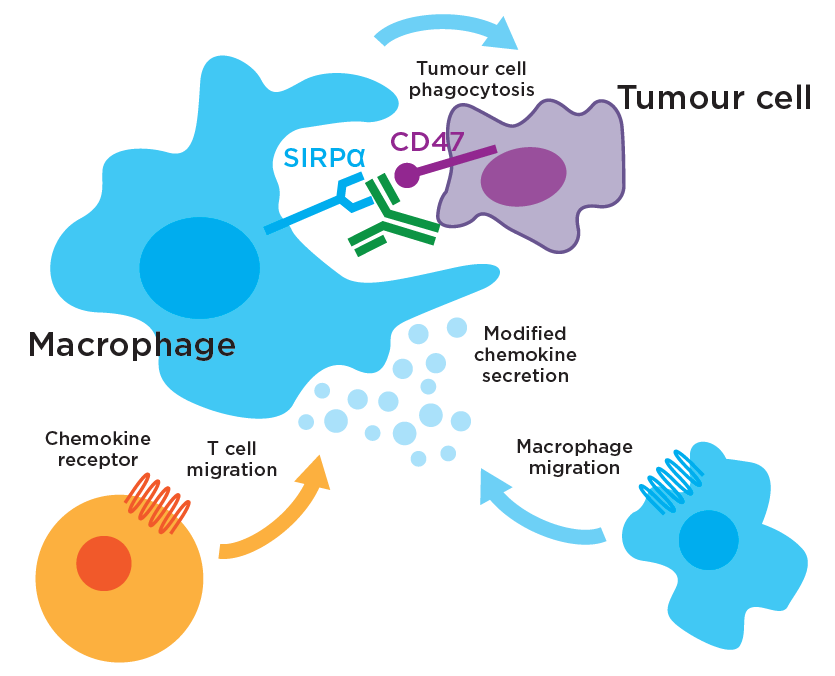 Tumour cell
phagocytosis
Tumour cell
CD47
SIRPα
Macrophage
Modified
chemokine
secretion
Chemokine
receptor
T cell
migration
Macrophage
migration